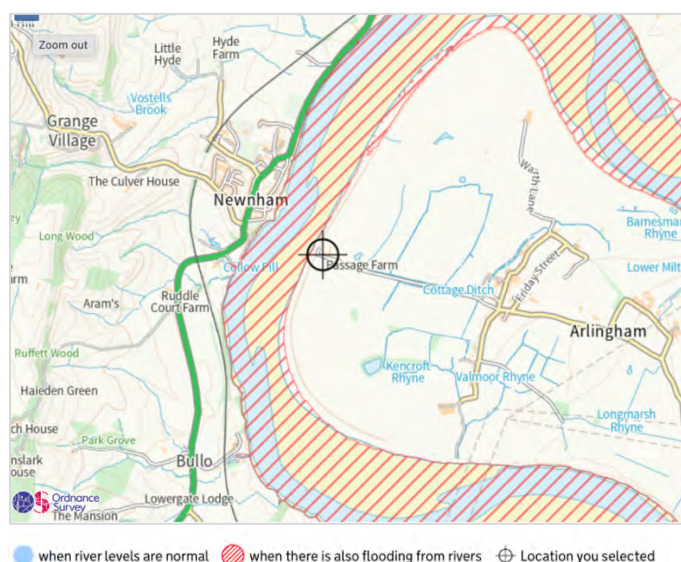 Zoom out
Little
Hyde
Hyde
Farm
Vostells
Brook
Grange
Village
The Culver House
Newnham
Long Wood
Warth Lane
Barnesman
Rhyne
Collow Pill
Passage Farm
Cottage Ditch
Friday Street
Lower Milt
Aram's
Ruddle
Court Farm
Arlingham
Ruffett Wood
Kencroft
Rhyne
Valmoor Rhyne
Haieden Green
Longmarsh
Rhyne
ch House
Park Grove
nslark
ouse
Bullo
Lowergate Lodge
The Mansion
Ordnance
Survey
when river levels are normal when there is also flooding from rivers Location you selected